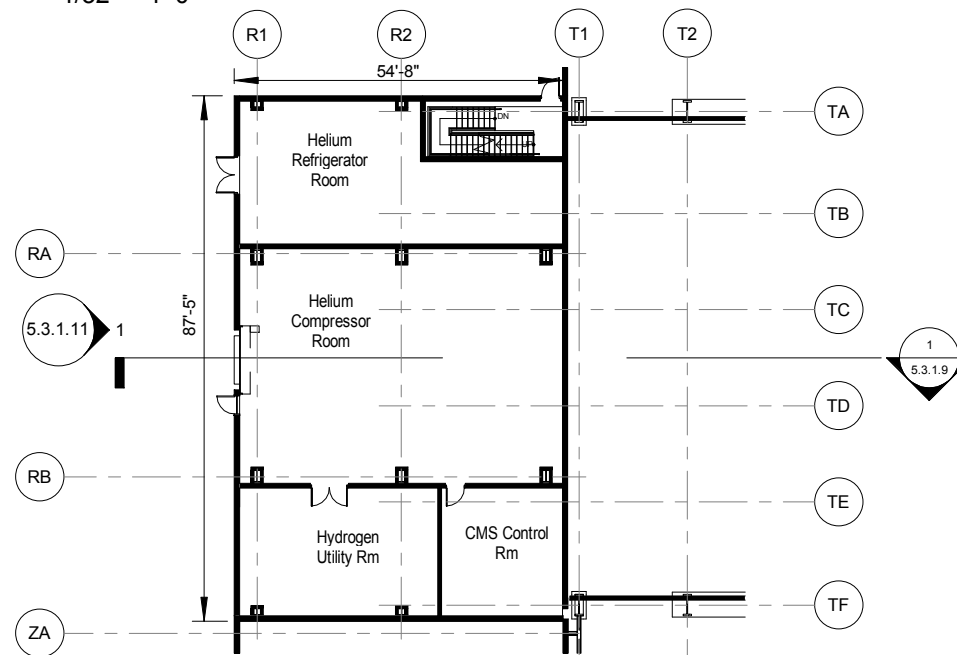 R1
R2
T1
T2
54'-8"
TA
DN
Helium
Refrigerator
Room
TB
RA
87'-5"
Helium
Compressor
Room
TC
5.3.1.11
1
1
5.3.1.9
TD
RB
TE
Hydrogen
Utility Rm
CMS Control
Rm
TF
ZA